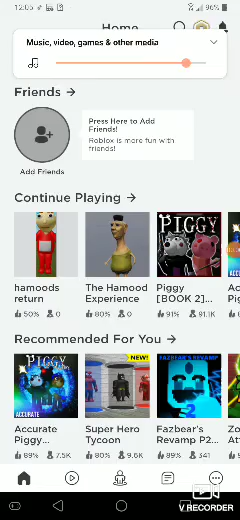 12:05
96%
Home
Music, video, games & other media
Friends →
Press Here to Add
Friends!
Roblox is more fun with
friends!
Add Friends
Continue Playing →
PIGGY
hamoods
return
The Hamood
Experience
Piggy
[BOOK 2]...
50% 0
80% 0
91% 91.1K
Recommended For You →
PIGGY
NEW!
FAZBEAR'S REVAMP
2
ACCURATE
Accurate
Piggy...
Super Hero
Tycoon
Fazbear's
Revamp P2...
89% 7.5K
80% 9.6K
89% 341
V RECORDER